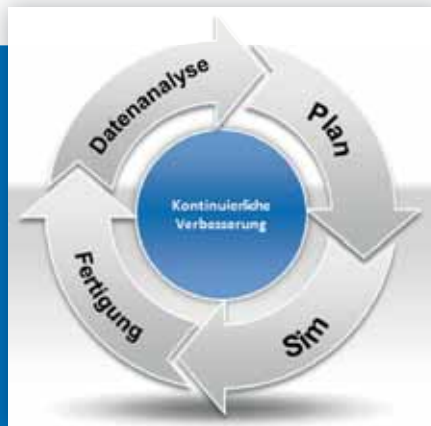 Datenanalyse
Plan
Sim
Fertigung
Kontinuierliche
Verbesserung